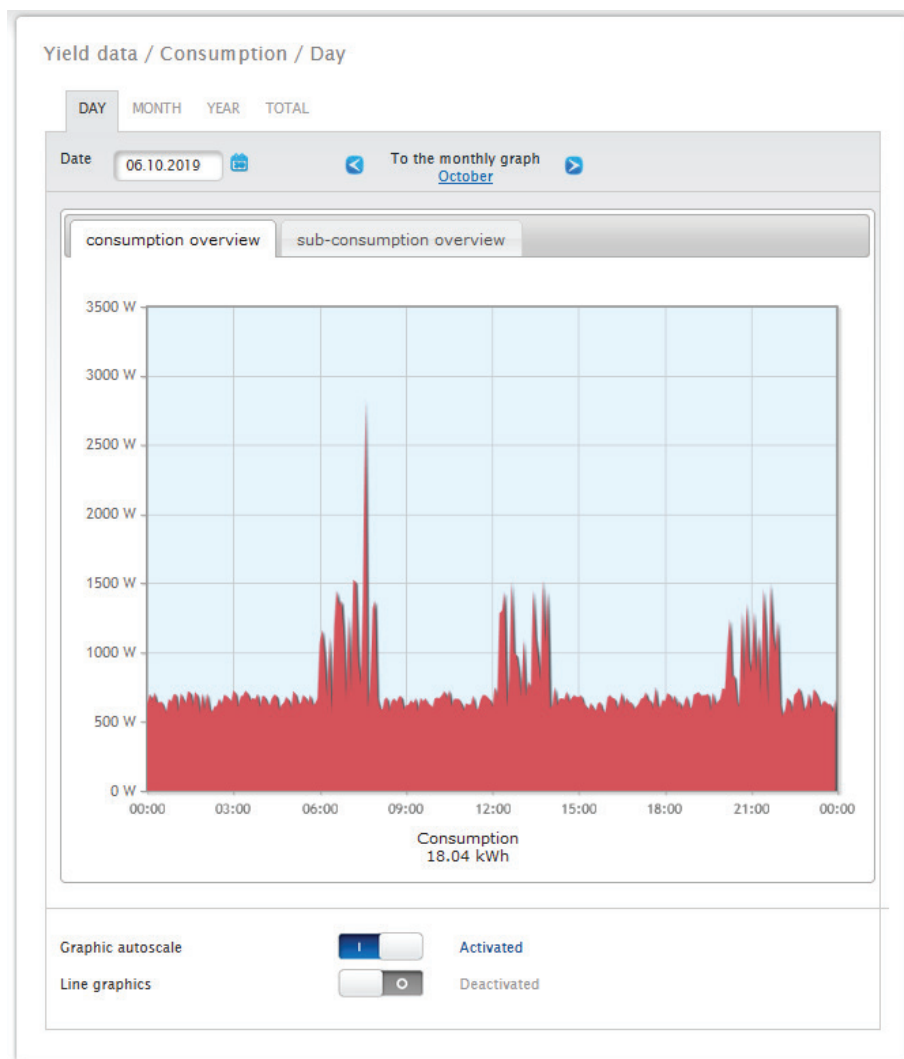 Yield data / Consumption / Day
DAY MONTH YEAR TOTAL
Date 06.10.2019 To the monthly graph
October
consumption overview sub-consumption overview
3500 W
3000 W
2500 W
2000 W
1500 W
1000 W
500 W
0 W
00:00 03:00 06:00 09:00 12:00 15:00 18:00 21:00 00:00
Consumption
18.04 kWh
Graphic autoscale I Activated
Line graphics O Deactivated